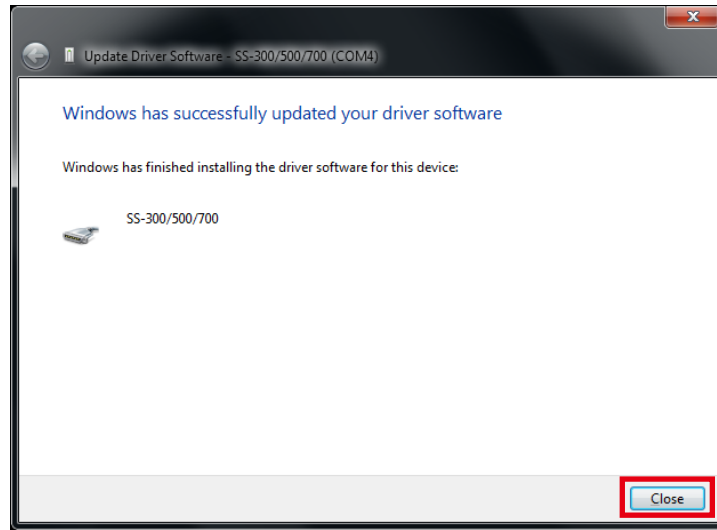 Update Driver Software - SS-300/500/700 (COM4)
Windows has successfully updated your driver software
Windows has finished installing the driver software for this device:
SS-300/500/700
Close